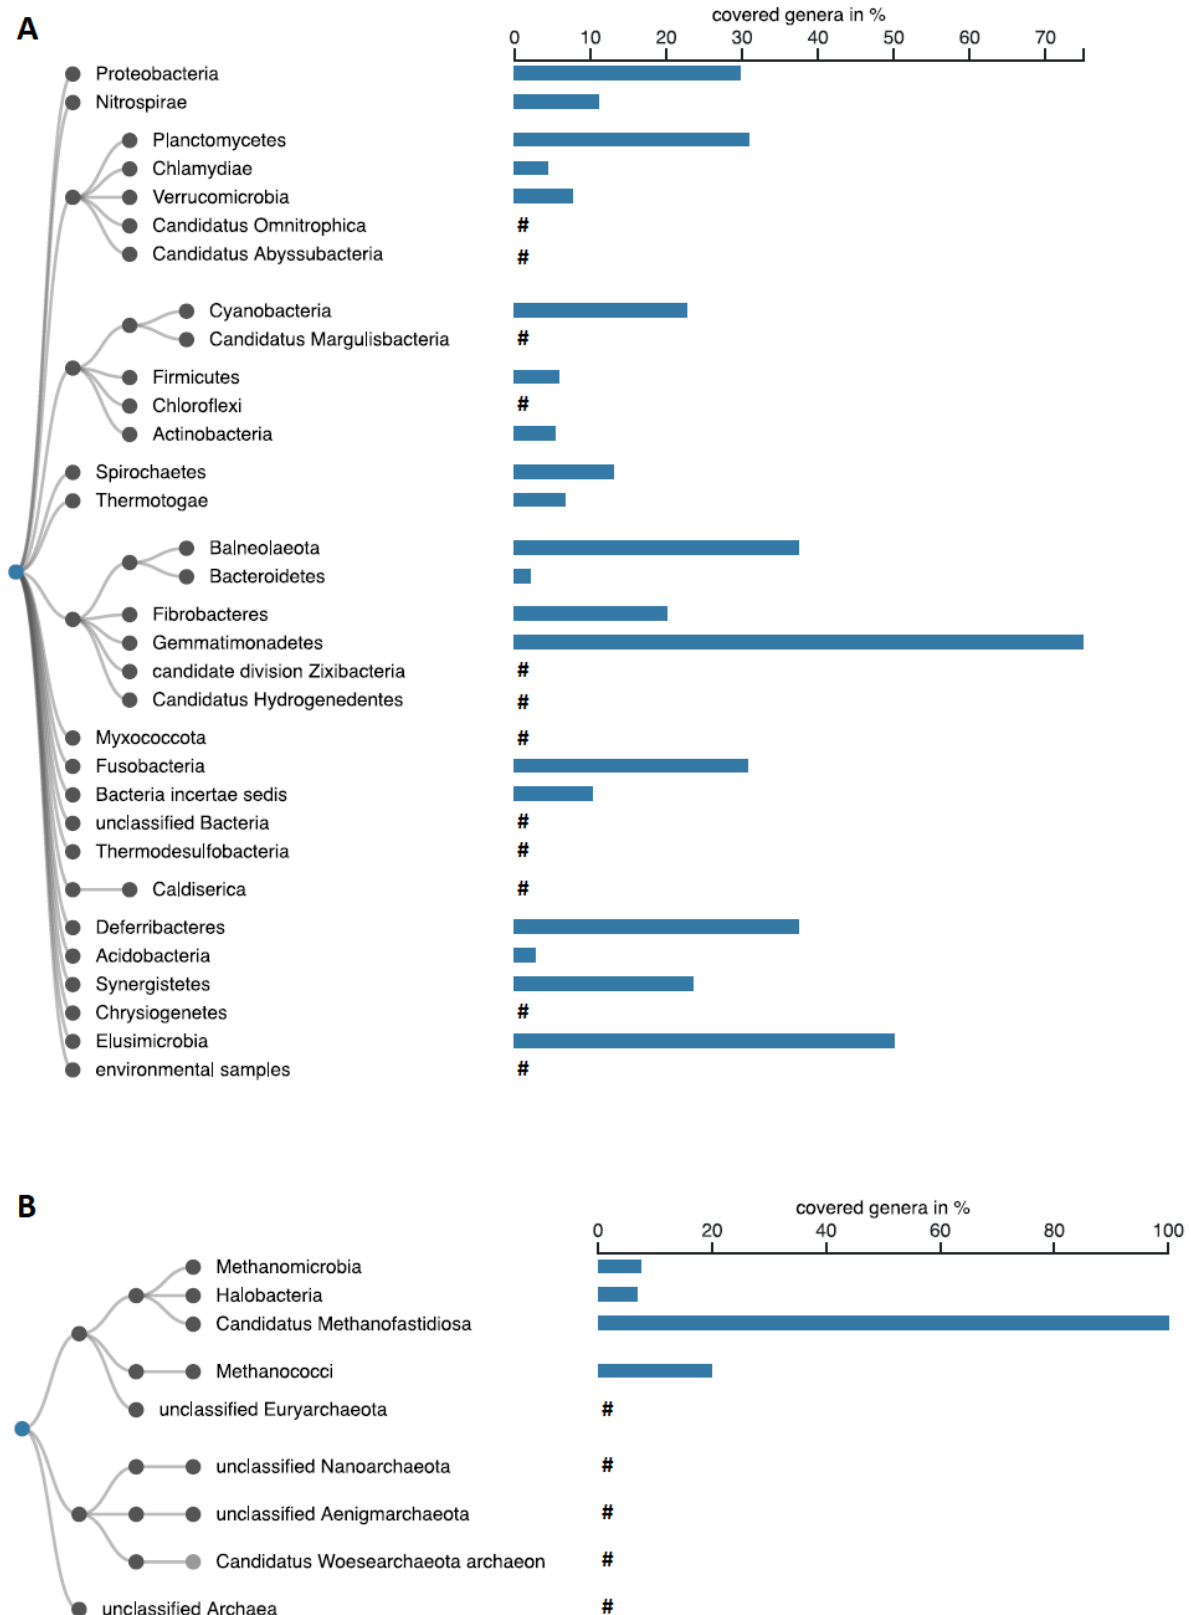 A
covered genera in %
0 10 20 30 40 50 60 70
Proteobacteria
Nitrospirae
Planctomycetes
Chlamydiae
Verrucomicrobia
Candidatus Omnitrophica #
Candidatus Abyssubacteria #
Cyanobacteria
Candidatus Margulisbacteria #
Firmicutes
Chloroflexi #
Actinobacteria
Spirochaetes
Thermotogae
Balneolaeota
Bacteroidetes
Fibrobacteres
Gemmatimonadetes
candidate division Zixibacteria #
Candidatus Hydrogenedentes #
Myxococcota #
Fusobacteria
Bacteria incertae sedis
unclassified Bacteria #
Thermodesulfobacteria #
Caldiserica #
Deferribacteres
Acidobacteria
Synergistetes
Chrysiogenetes #
Elusimicrobia
environmental samples #
B
covered genera in %
0 20 40 60 80 100
Methanomicrobia
Halobacteria
Candidatus Methanofastidiosa
Methanococci
unclassified Euryarchaeota #
unclassified Nanoarchaeota #
unclassified Aenigmarchaeota #
Candidatus Woesearchaeota archaeon #
unclassified Archaea #